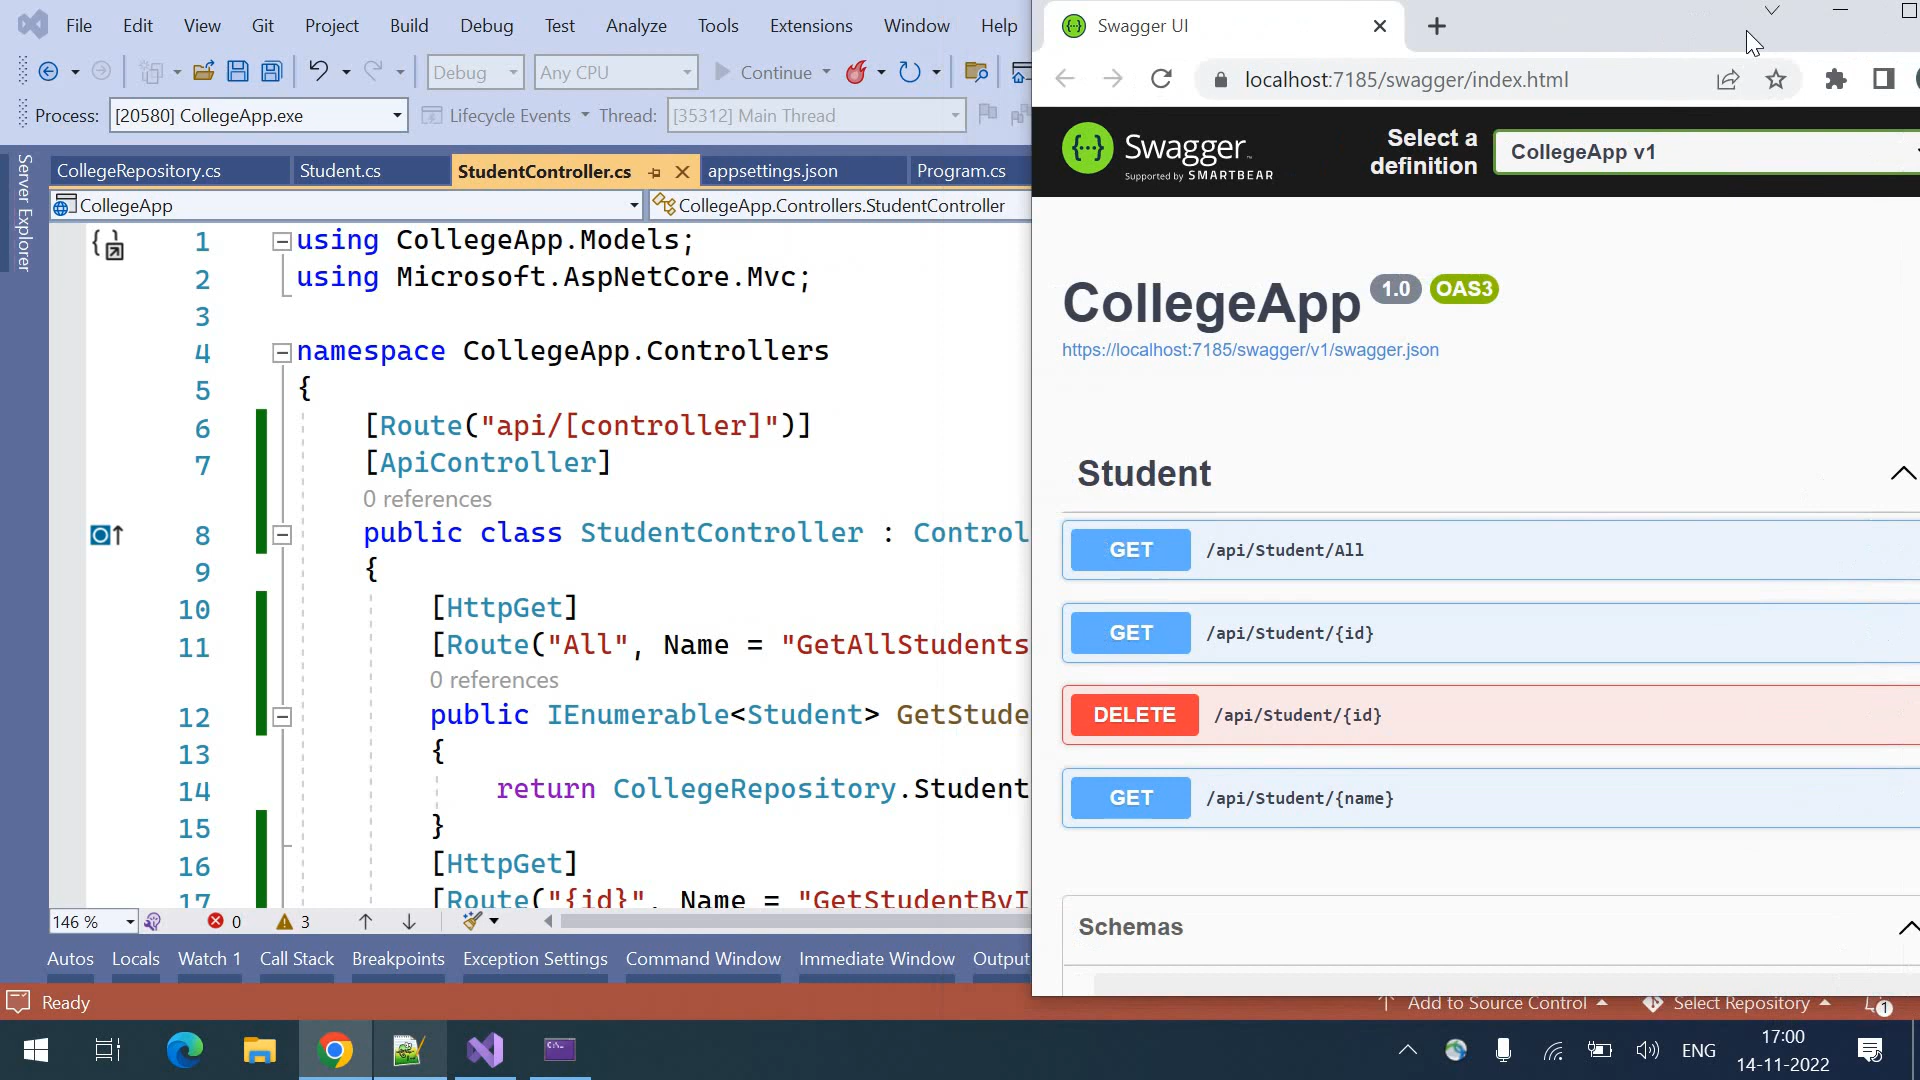 File Edit View Git Project Build Debug Test Analyze Tools Extensions Window Help
Debug Any CPU Continue
Process: [20580] CollegeApp.exe Lifecycle Events Thread: [35312] Main Thread
CollegeRepository.cs Student.cs StudentController.cs appsettings.json Program.cs
CollegeApp CollegeApp.Controllers.StudentController
Server Explorer
1 using CollegeApp.Models;
2 using Microsoft.AspNetCore.Mvc;
3
4 namespace CollegeApp.Controllers
5 {
6 [Route("api/[controller]")]
7 [ApiController]
0 references
8 public class StudentController : Control
9 {
10 [HttpGet]
11 [Route("All", Name = "GetAllStudents
0 references
12 public IEnumerable<Student> GetStude
13 {
14 return CollegeRepository.Student
15 }
16 [HttpGet]
17 [Route("{id}", Name = "GetStudentByI
146 % 0 3
Autos Locals Watch 1 Call Stack Breakpoints Exception Settings Command Window Immediate Window Output
Ready
Swagger UI
localhost:7185/swagger/index.html
Swagger
Supported by SMARTBEAR
Select a
definition
CollegeApp v1
CollegeApp 1.0 OAS3
https://localhost:7185/swagger/v1/swagger.json
Student
GET /api/Student/All
GET /api/Student/{id}
DELETE /api/Student/{id}
GET /api/Student/{name}
Schemas
Add to Source Control Select Repository 1
ENG
17:00
14-11-2022